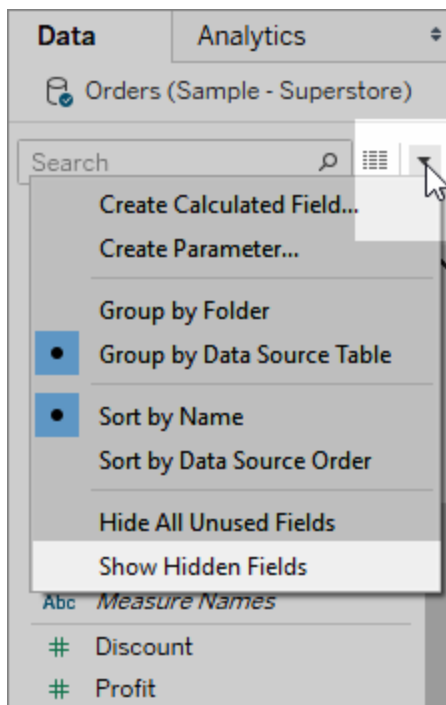 Data
Analytics
Orders (Sample - Superstore)
Search
Create Calculated Field...
Create Parameter...
Group by Folder
Group by Data Source Table
Sort by Name
Sort by Data Source Order
Hide All Unused Fields
Show Hidden Fields
Abc Measure Names
# Discount
# Profit